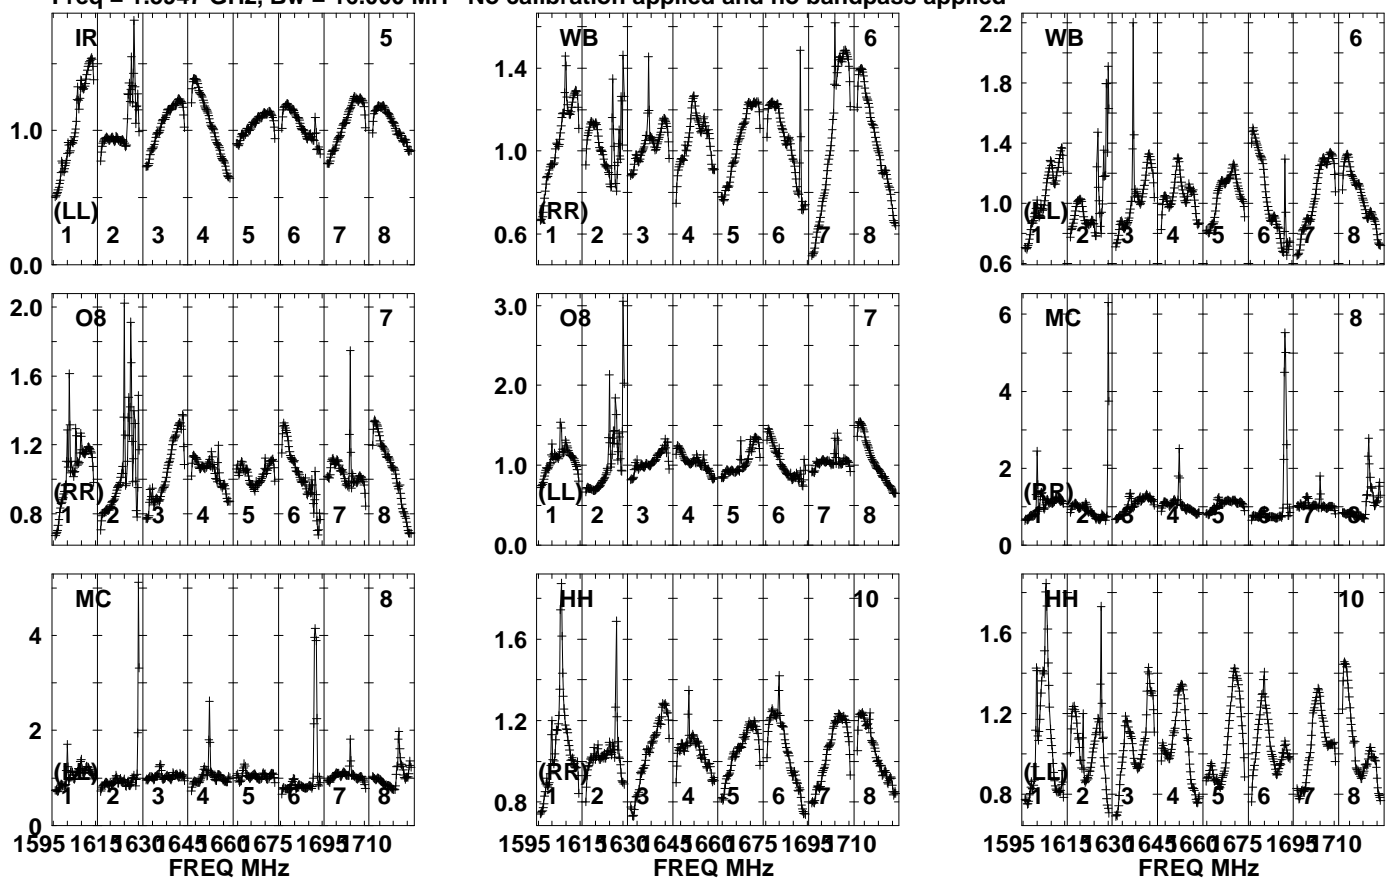 Freq = 1.5947 GHz, Bw = 16.000 MH No calibration applied and no bandpass applied
IR 5
1.0
0.0
(LL)
1 2 3 4 5 6 7 8
WB 6
1.4
1.0
0.6
(RR)
1 2 3 4 5 6 7 8
WB 6
2.2
1.8
1.4
1.0
0.6
(LL)
1 2 3 4 5 6 7 8
O8 7
2.0
1.6
1.2
0.8
(RR)
1 2 3 4 5 6 7 8
O8 7
3.0
2.0
1.0
0.0
(LL)
1 2 3 4 5 6 7 8
MC 8
6
4
2
0
(RR)
1 2 3 4 5 6 7 8
MC 8
4
2
0
(LL)
1 2 3 4 5 6 7 8
1595 1615 1630 1645 1660 1675 1695 1710
FREQ MHz
HH 10
1.6
1.2
0.8
(RR)
1 2 3 4 5 6 7 8
1595 1615 1630 1645 1660 1675 1695 1710
FREQ MHz
HH 10
1.6
1.2
0.8
(LL)
1 2 3 4 5 6 7 8
1595 1615 1630 1645 1660 1675 1695 1710
FREQ MHz